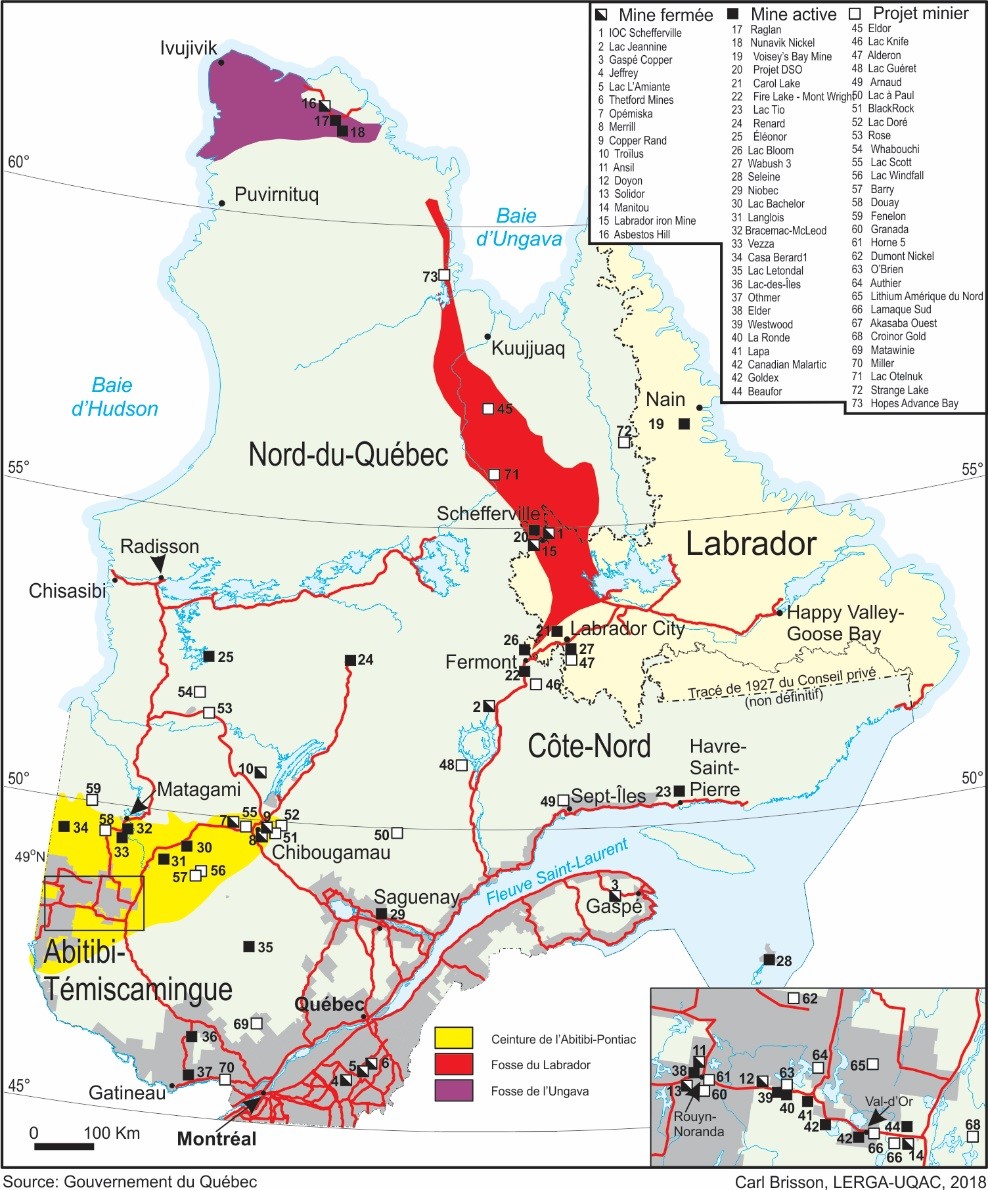 Mine fermée
1 IOC Schefferville
2 Lac Jeannine
3 Gaspé Copper
4 Jeffrey
5 Lac L'Amiante
6 Thetford Mines
7 Opémiska
8 Merrill
9 Copper Rand
10 Troïlus
11 Ansil
12 Doyon
13 Solidor
14 Manitou
15 Labrador iron Mine
16 Asbestos Hill
Mine active
17 Raglan
18 Nunavik Nickel
19 Voisey's Bay Mine
20 Projet DSO
21 Carol Lake
22 Fire Lake - Mont Wright
23 Lac Tio
24 Renard
25 Éléonor
26 Lac Bloom
27 Wabush 3
28 Seleine
29 Niobec
30 Lac Bachelor
31 Langlois
32 Bracemac-McLeod
33 Vezza
34 Casa Berard1
35 Lac Letondal
36 Lac-des-Îles
37 Othmer
38 Elder
39 Westwood
40 La Ronde
41 Lapa
42 Canadian Malartic
42 Goldex
44 Beaufor
Projet minier
45 Eldor
46 Lac Knife
47 Alderon
48 Lac Guéret
49 Arnaud
50 Lac à Paul
51 BlackRock
52 Lac Doré
53 Rose
54 Whabouchi
55 Lac Scott
56 Lac Windfall
57 Barry
58 Douay
59 Fenelon
60 Granada
61 Horne 5
62 Dumont Nickel
63 O'Brien
64 Authier
65 Lithium Amérique du Nord
66 Lamaque Sud
67 Akasaba Ouest
68 Croinor Gold
69 Matawinie
70 Miller
71 Lac Otelnuk
72 Strange Lake
73 Hopes Advance Bay
Ivujivik
16
17
18
60°
Puvirnituq
Baie
d'Ungava
73
Kuujjuaq
Baie
d'Hudson
Nain
19
45
72
Nord-du-Québec
71
55°
55°
Schefferville
20
1
15
Labrador
Radisson
Chisasibi
Happy Valley-
Goose Bay
21
Labrador City
26
27
47
Fermont
22
46
25
24
54
53
Tracé de 1927 du Conseil privé
(non définitif)
2
Côte-Nord
Havre-
Saint-
Pierre
10
48
50°
50°
59
Matagami
49
Sept-Îles
23
34
58
32
33
7
55
9
52
8
51
50
Chibougamau
49°N
31
30
57
56
Fleuve Saint-Laurent
3
Gaspé
Saguenay
29
Abitibi-
Témiscamingue
35
28
Québec
69
36
37
70
Gatineau
5
6
4
45°
Montréal
0 100 Km
Ceinture de l'Abitibi-Pontiac
Fosse du Labrador
Fosse de l'Ungava
62
11
38
61
13
60
Rouyn-
Noranda
12
63
64
65
39
40
41
Val-d'Or
42
42
66
44
66
14
68
Source: Gouvernement du Québec
Carl Brisson, LERGA-UQAC, 2018